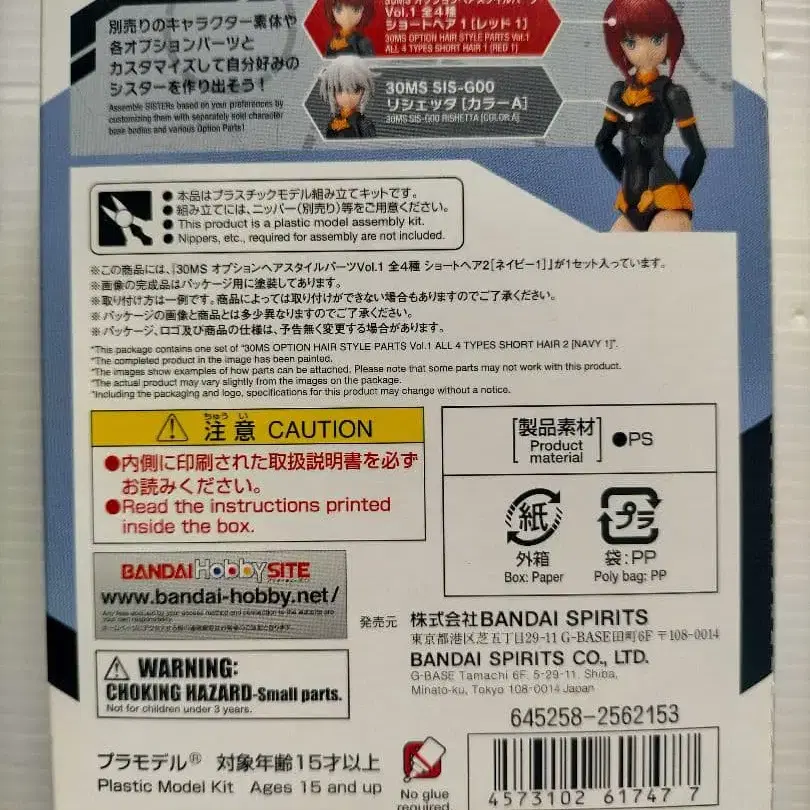 別売りのキャラクター素体や
各オプションパーツと
カスタマイズして自分好みの
シスターを作り出そう！
Assemble SISTERs based on your preferences by
customizing them with separately sold character
base bodies and various Option Parts!
30MS オプションヘアスタイルパーツ
Vol.1 全4種
ショートヘア1［レッド1］
30MS OPTION HAIR STYLE PARTS Vol.1
ALL 4 TYPES SHORT HAIR 1 [RED 1]
30MS SIS-G00
リシェッタ［カラーA］
30MS SIS-G00 RISHETTA [COLOR A]
●本品はプラスチックモデル組み立てキットです。
●組み立てには、ニッパー(別売り)等をご用意ください。
●This product is a plastic model assembly kit.
●Nippers, etc., required for assembly are not included.
※この商品には、『30MS オプションヘアスタイルパーツVol.1 全4種 ショートヘア2［ネイビー1］』が1セット入っています。
※画像の完成品はパッケージ用に塗装してあります。
※取り付け方は一例です。商品によっては取り付けができない場合もありますのでご了承ください。
※パッケージの画像と商品とは多少異なりますのでご了承ください。
※パッケージ、ロゴ及び商品の仕様は、予告無く変更する場合があります。
*This package contains one set of "30MS OPTION HAIR STYLE PARTS Vol.1 ALL 4 TYPES SHORT HAIR 2 [NAVY 1]".
*The completed product in the image has been painted.
*The images show examples of how parts can be attached. Please note that some parts may not work with this product.
*The actual product may vary slightly from the images on the package.
*Including the packaging and logo, specifications for this product may change without a notice.
ちゅう い
注意 CAUTION
●内側に印刷された取扱説明書を必ず
お読みください。
●Read the instructions printed
inside the box.
[製品素材 Product material] ●PS
紙
外箱
Box: Paper
プラ
袋:PP
Poly bag: PP
BANDAI Hobby SITE
www.bandai-hobby.net/
Any fees accrued by your access method and connection to the website are
your own responsibility.
発売元 株式会社BANDAI SPIRITS
東京都港区芝五丁目29-11 G-BASE田町6F 〒108-0014
BANDAI SPIRITS CO., LTD.
G-BASE Tamachi 6F, 5-29-11, Shiba,
Minato-ku, Tokyo 108-0014 Japan
WARNING:
CHOKING HAZARD-Small parts.
Not for children under 3 years.
645258-2562153
プラモデル® 対象年齢15才以上
Plastic Model Kit Ages 15 and up
No glue
required.
4573102 61747 7